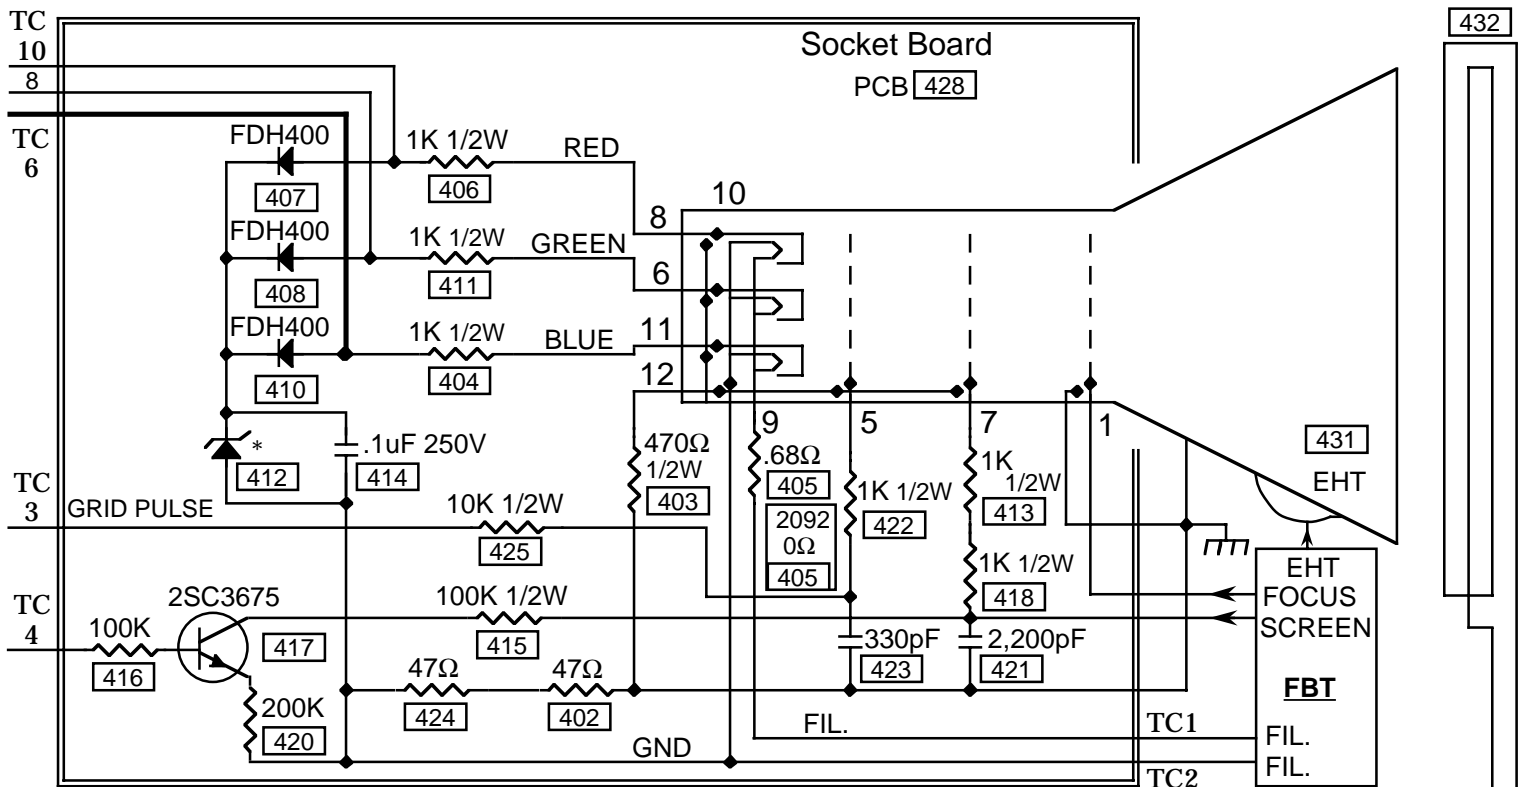 TC
10
8
TC
6
Socket Board
PCB 428
432
FDH400
407
1K 1/2W
406
RED
FDH400
408
1K 1/2W
411
GREEN
FDH400
410
1K 1/2W
404
BLUE
10
8
6
11
12
9
5
7
1
* 
412
.1uF 250V
414
470Ω
1/2W
403
.68Ω
405
2092
0Ω
405
1K 1/2W
422
1K
1/2W
413
1K 1/2W
418
431
EHT
TC
3
GRID PULSE
10K 1/2W
425
TC
4
100K
416
2SC3675
417
100K 1/2W
415
330pF
423
2,200pF
421
47Ω
424
47Ω
402
200K
420
EHT
FOCUS
SCREEN
FBT
FIL.
FIL.
FIL.
TC1
GND
TC2